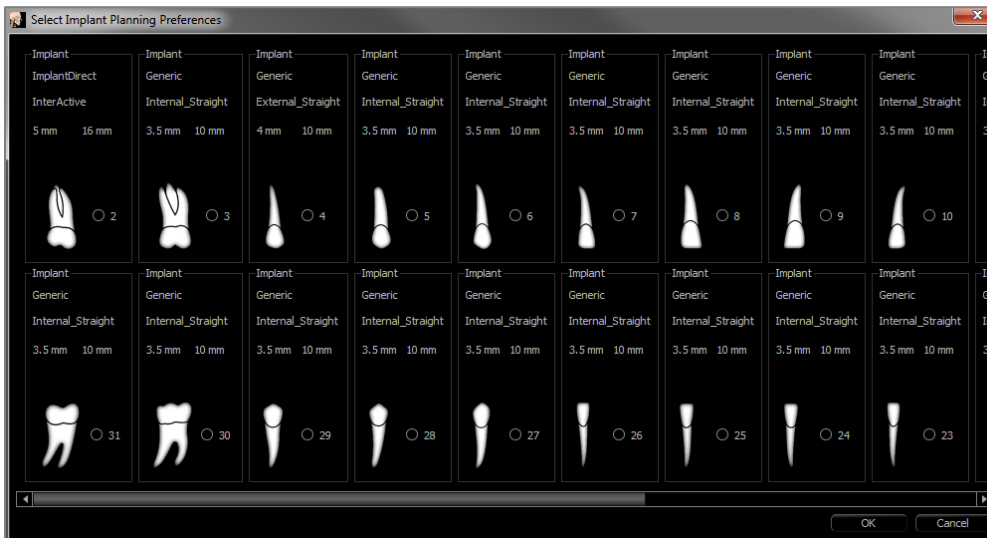 Select Implant Planning Preferences
Implant Implant Implant Implant Implant Implant Implant Implant Implant
ImplantDirect Generic Generic Generic Generic Generic Generic Generic Generic
InterActive Internal_Straight External_Straight Internal_Straight Internal_Straight Internal_Straight Internal_Straight Internal_Straight Internal_Straight
5 mm 16 mm 3.5 mm 10 mm 4 mm 10 mm 3.5 mm 10 mm 3.5 mm 10 mm 3.5 mm 10 mm 3.5 mm 10 mm 3.5 mm 10 mm 3.5 mm 10 mm
2 3 4 5 6 7 8 9 10
Implant Implant Implant Implant Implant Implant Implant Implant Implant
Generic Generic Generic Generic Generic Generic Generic Generic Generic
Internal_Straight Internal_Straight Internal_Straight Internal_Straight Internal_Straight Internal_Straight Internal_Straight Internal_Straight Internal_Straight
3.5 mm 10 mm 3.5 mm 10 mm 3.5 mm 10 mm 3.5 mm 10 mm 3.5 mm 10 mm 3.5 mm 10 mm 3.5 mm 10 mm 3.5 mm 10 mm 3.5 mm 10 mm
31 30 29 28 27 26 25 24 23
OK Cancel